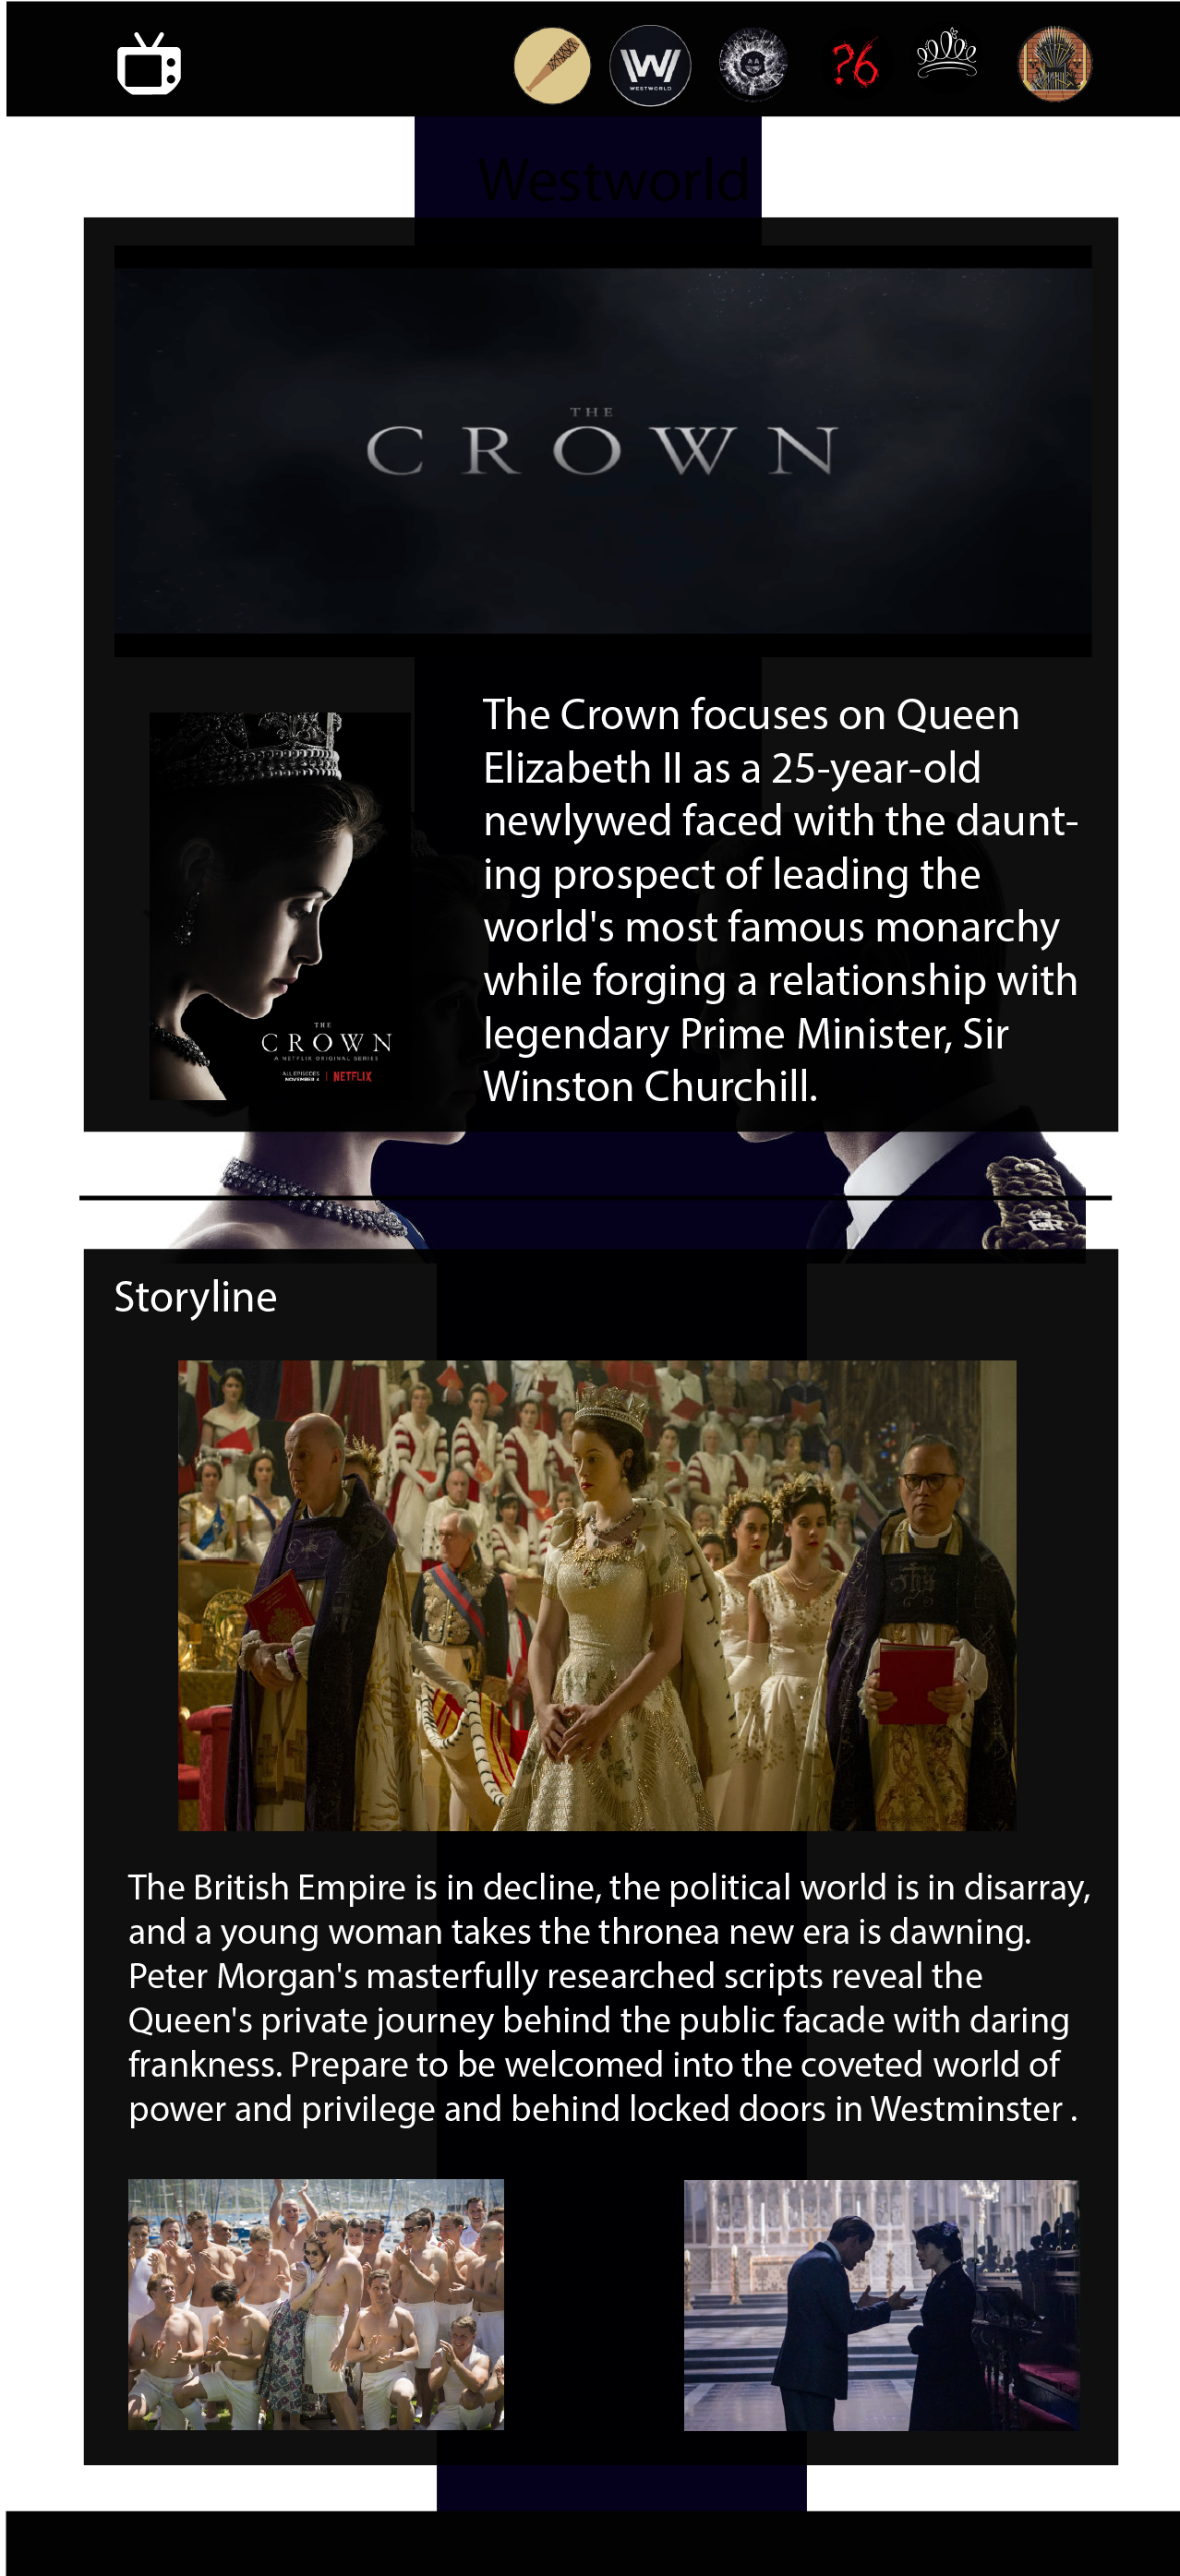 WESTWORLD
?6
Westworld
THE
CROWN
The Crown focuses on Queen
Elizabeth II as a 25-year-old
newlywed faced with the daunt-
ing prospect of leading the
world's most famous monarchy
while forging a relationship with
legendary Prime Minister, Sir
Winston Churchill.
THE
CROWN
A NETFLIX ORIGINAL SERIES
ALL EPISODES
NOVEMBER 4 | NETFLIX
Storyline
The British Empire is in decline, the political world is in disarray,
and a young woman takes the thronea new era is dawning.
Peter Morgan's masterfully researched scripts reveal the
Queen's private journey behind the public facade with daring
frankness. Prepare to be welcomed into the coveted world of
power and privilege and behind locked doors in Westminster .